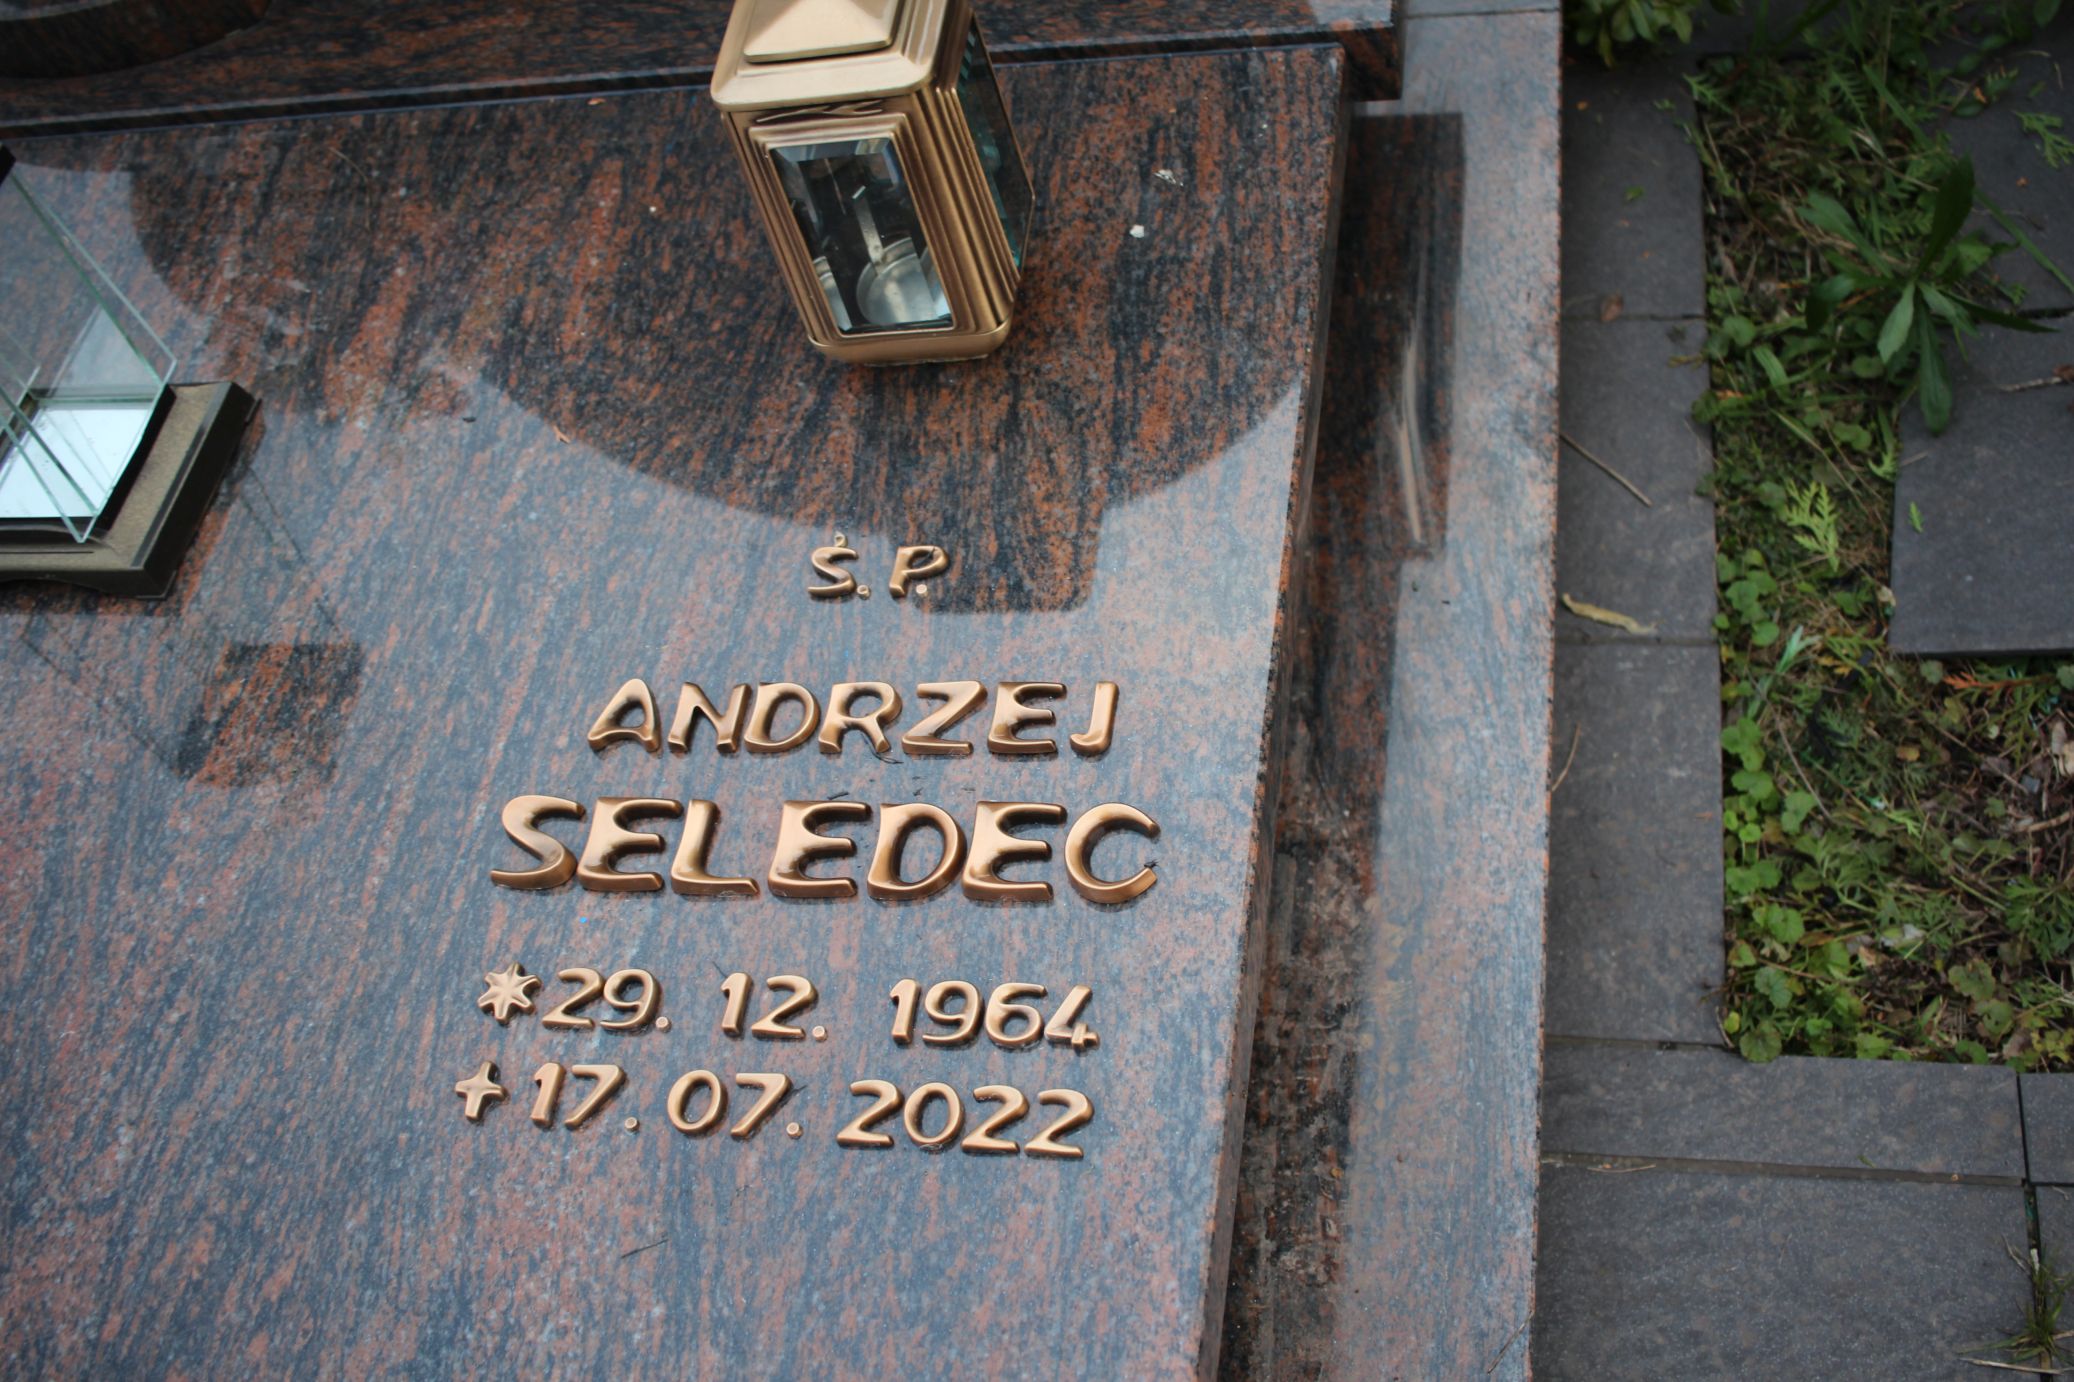 Ś. P.
ANDRZEJ
SELEDEC
*29. 12. 1964
+17. 07. 2022